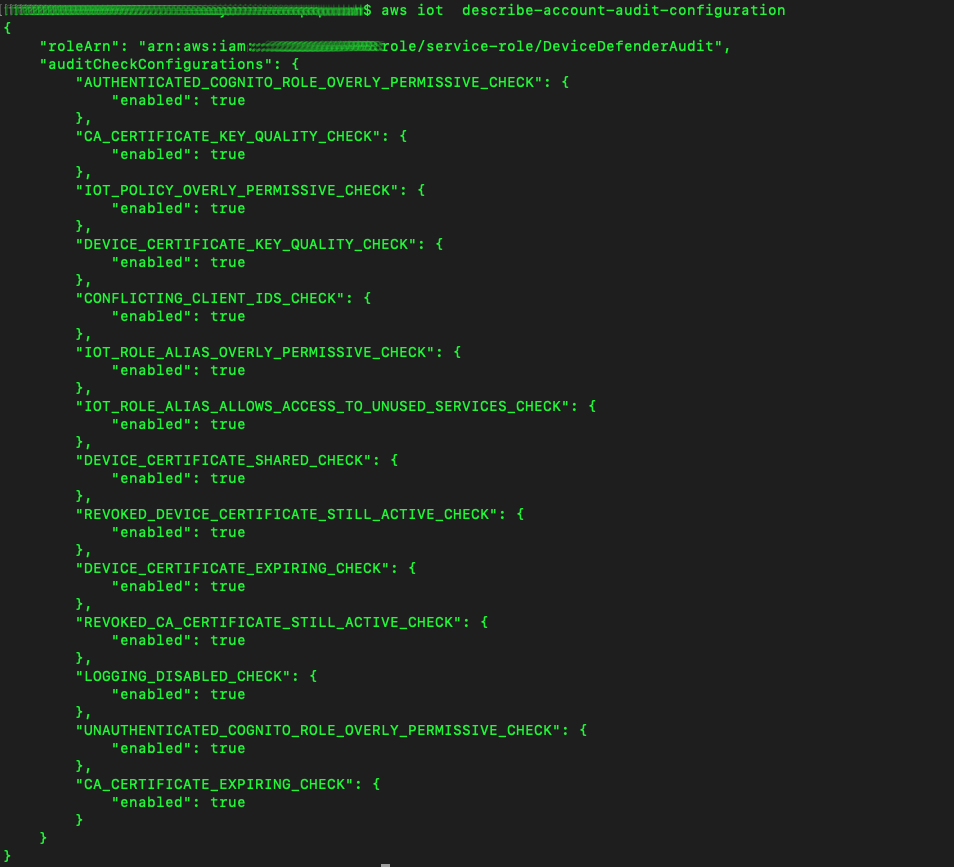 $ aws iot  describe-account-audit-configuration
{
    "roleArn": "arn:aws:iam: role/service-role/DeviceDefenderAudit",
    "auditCheckConfigurations": {
        "AUTHENTICATED_COGNITO_ROLE_OVERLY_PERMISSIVE_CHECK": {
            "enabled": true
        },
        "CA_CERTIFICATE_KEY_QUALITY_CHECK": {
            "enabled": true
        },
        "IOT_POLICY_OVERLY_PERMISSIVE_CHECK": {
            "enabled": true
        },
        "DEVICE_CERTIFICATE_KEY_QUALITY_CHECK": {
            "enabled": true
        },
        "CONFLICTING_CLIENT_IDS_CHECK": {
            "enabled": true
        },
        "IOT_ROLE_ALIAS_OVERLY_PERMISSIVE_CHECK": {
            "enabled": true
        },
        "IOT_ROLE_ALIAS_ALLOWS_ACCESS_TO_UNUSED_SERVICES_CHECK": {
            "enabled": true
        },
        "DEVICE_CERTIFICATE_SHARED_CHECK": {
            "enabled": true
        },
        "REVOKED_DEVICE_CERTIFICATE_STILL_ACTIVE_CHECK": {
            "enabled": true
        },
        "DEVICE_CERTIFICATE_EXPIRING_CHECK": {
            "enabled": true
        },
        "REVOKED_CA_CERTIFICATE_STILL_ACTIVE_CHECK": {
            "enabled": true
        },
        "LOGGING_DISABLED_CHECK": {
            "enabled": true
        },
        "UNAUTHENTICATED_COGNITO_ROLE_OVERLY_PERMISSIVE_CHECK": {
            "enabled": true
        },
        "CA_CERTIFICATE_EXPIRING_CHECK": {
            "enabled": true
        }
    }
}